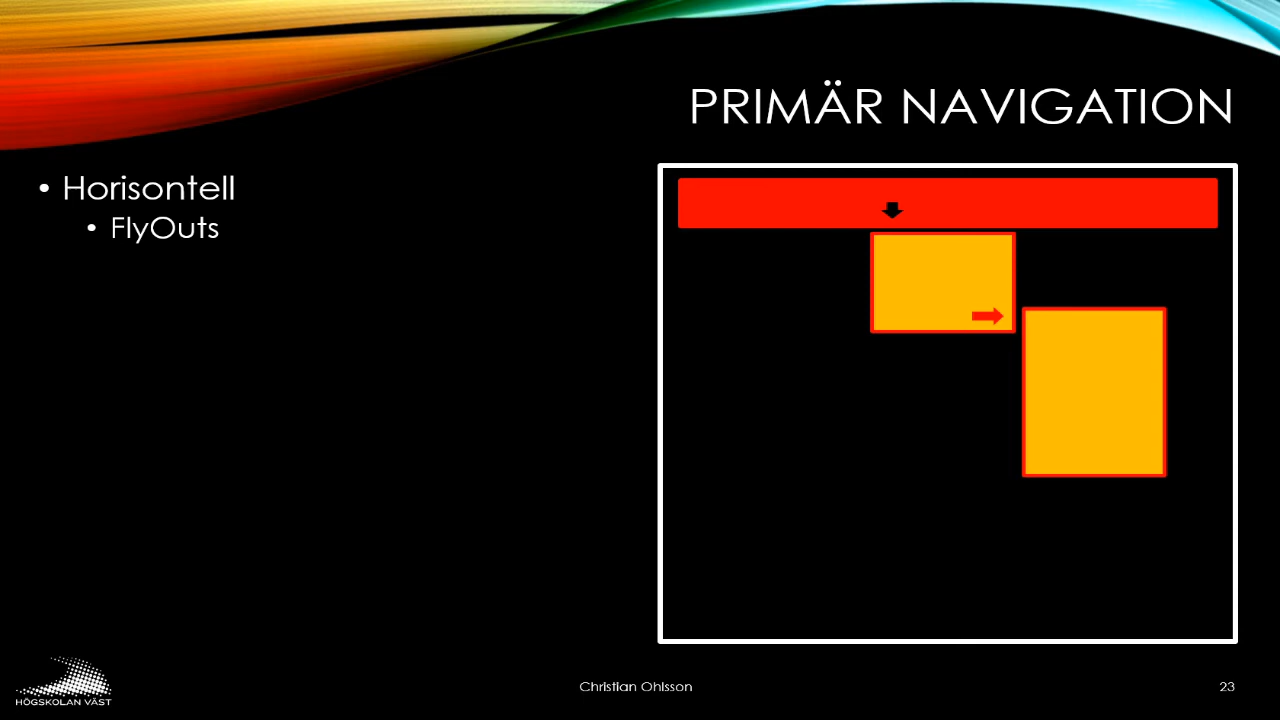 PRIMÄR NAVIGATION
• Horisontell
• FlyOuts
HÖGSKOLAN VÄST
Christian Ohlsson
23